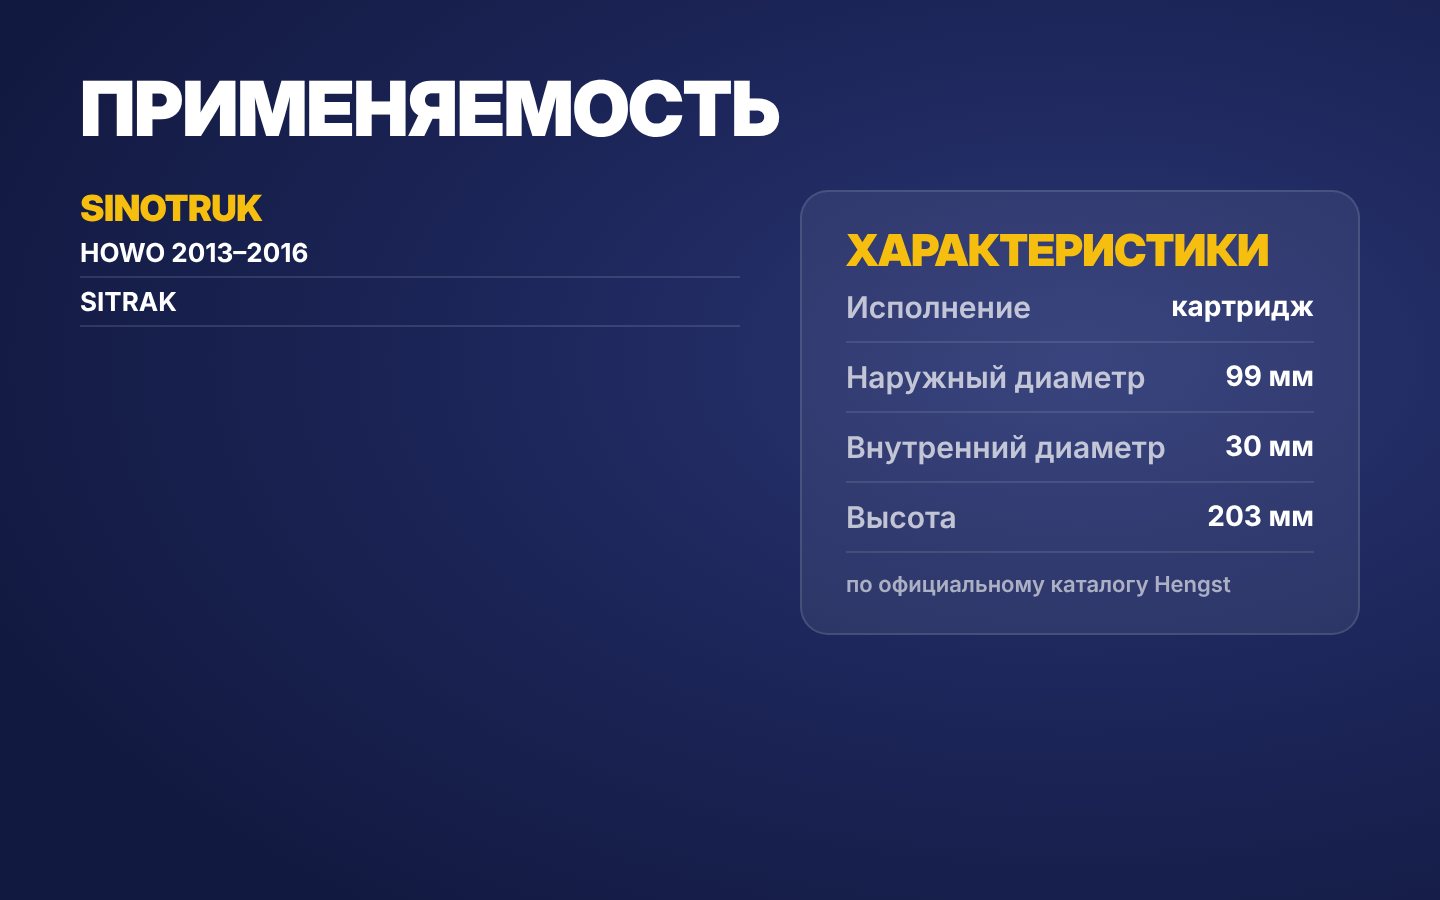 ПРИМЕНЯЕМОСТЬ
SINOTRUK
HOWO 2013–2016
SITRAK
ХАРАКТЕРИСТИКИ
Исполнение картридж
Наружный диаметр 99 мм
Внутренний диаметр 30 мм
Высота 203 мм
по официальному каталогу Hengst